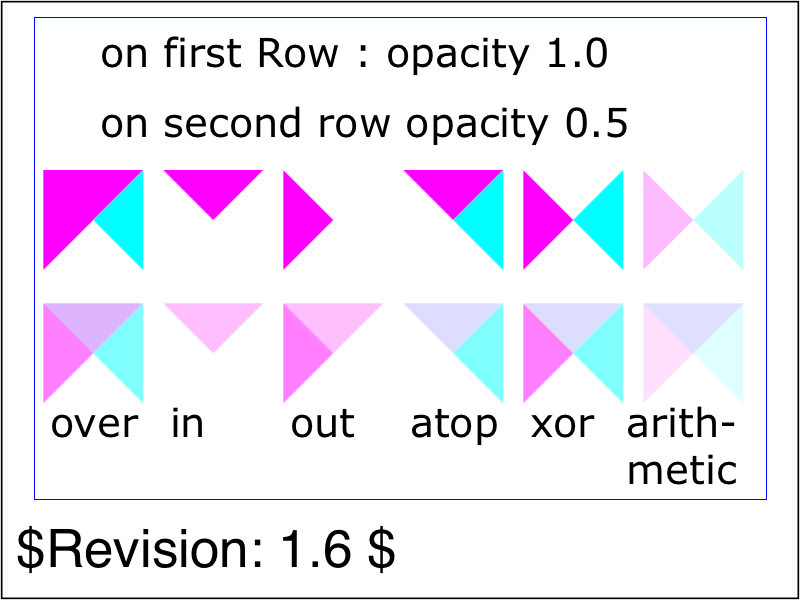 on first Row : opacity 1.0
on second row opacity 0.5
over in out atop xor arith-
metic
$Revision: 1.6 $